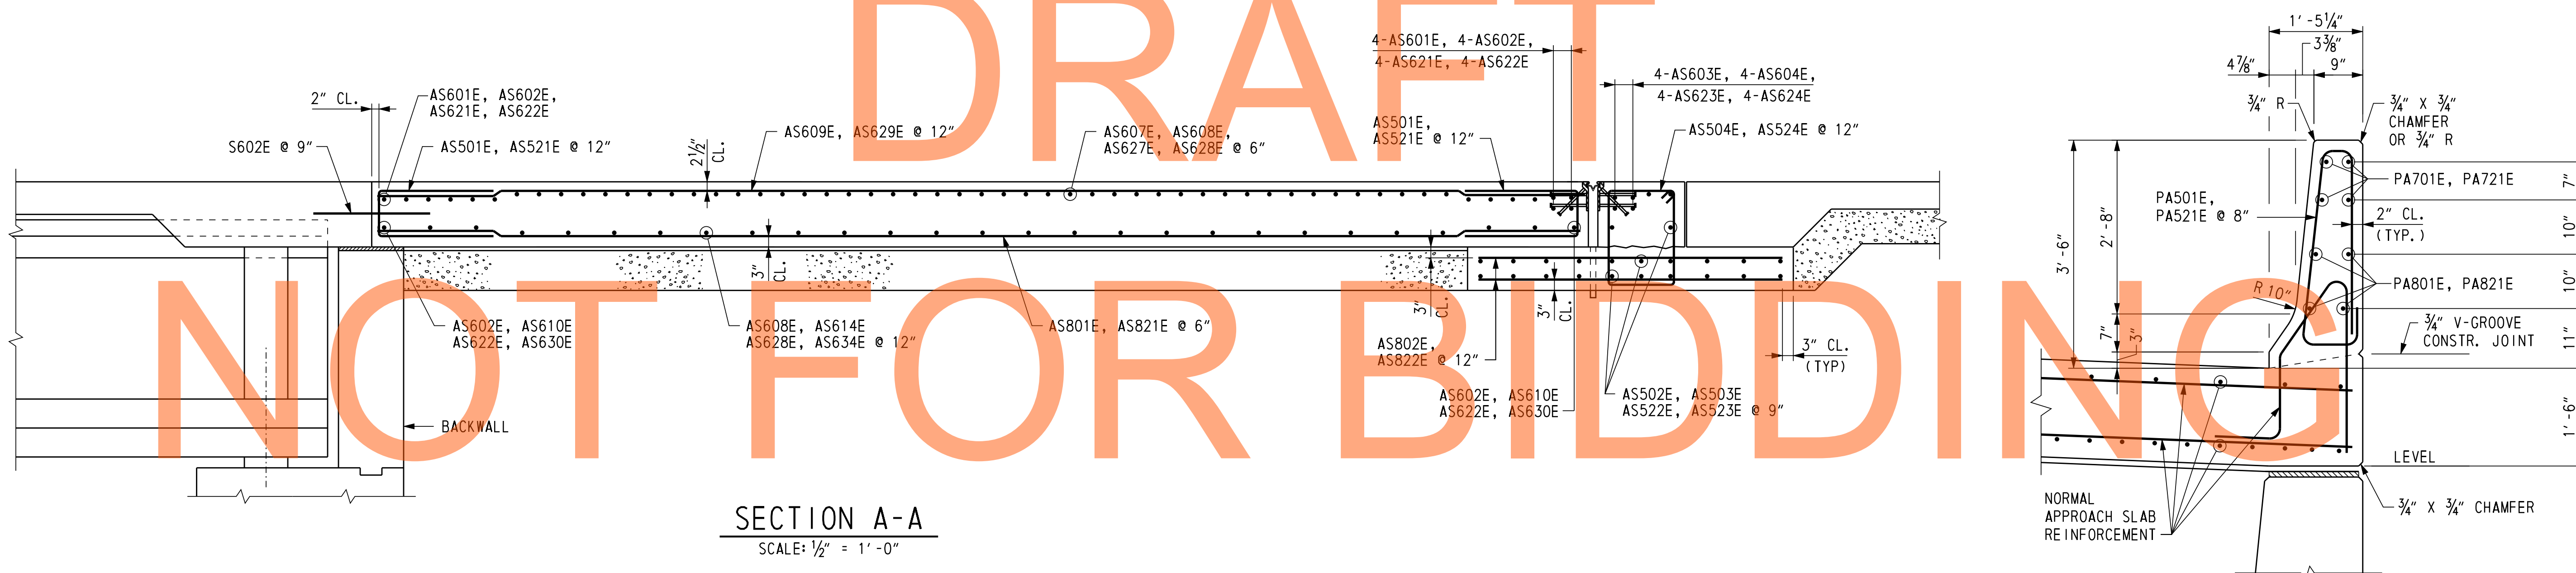 DRAFT
NOT FOR BIDDING
2" CL.
AS601E, AS602E,
AS621E, AS622E
S602E @ 9"
AS501E, AS521E @ 12"
2½"
CL.
AS609E, AS629E @ 12"
AS607E, AS608E,
AS627E, AS628E @ 6"
4-AS601E, 4-AS602E,
4-AS621E, 4-AS622E
AS501E,
AS521E @ 12"
4-AS603E, 4-AS604E,
4-AS623E, 4-AS624E
AS504E, AS524E @ 12"
3"
CL.
AS602E, AS610E
AS622E, AS630E
AS608E, AS614E
AS628E, AS634E @ 12"
AS801E, AS821E @ 6"
3"
CL.
3"
CL.
AS802E,
AS822E @ 12"
3" CL.
(TYP)
AS602E, AS610E
AS622E, AS630E
AS502E, AS503E
AS522E, AS523E @ 9"
BACKWALL
SECTION A-A
SCALE: ½" = 1'-0"
1'-5¼"
3⅜"
4⅞"
9"
¾" R
¾" X ¾"
CHAMFER
OR ¾" R
PA701E, PA721E
7"
PA501E,
PA521E @ 8"
2" CL.
(TYP.)
10"
3'-6"
2'-8"
R 10"
PA801E, PA821E
10"
7"
3"
¾" V-GROOVE
CONSTR. JOINT
11"
1'-6"
LEVEL
NORMAL
APPROACH SLAB
REINFORCEMENT
¾" X ¾" CHAMFER